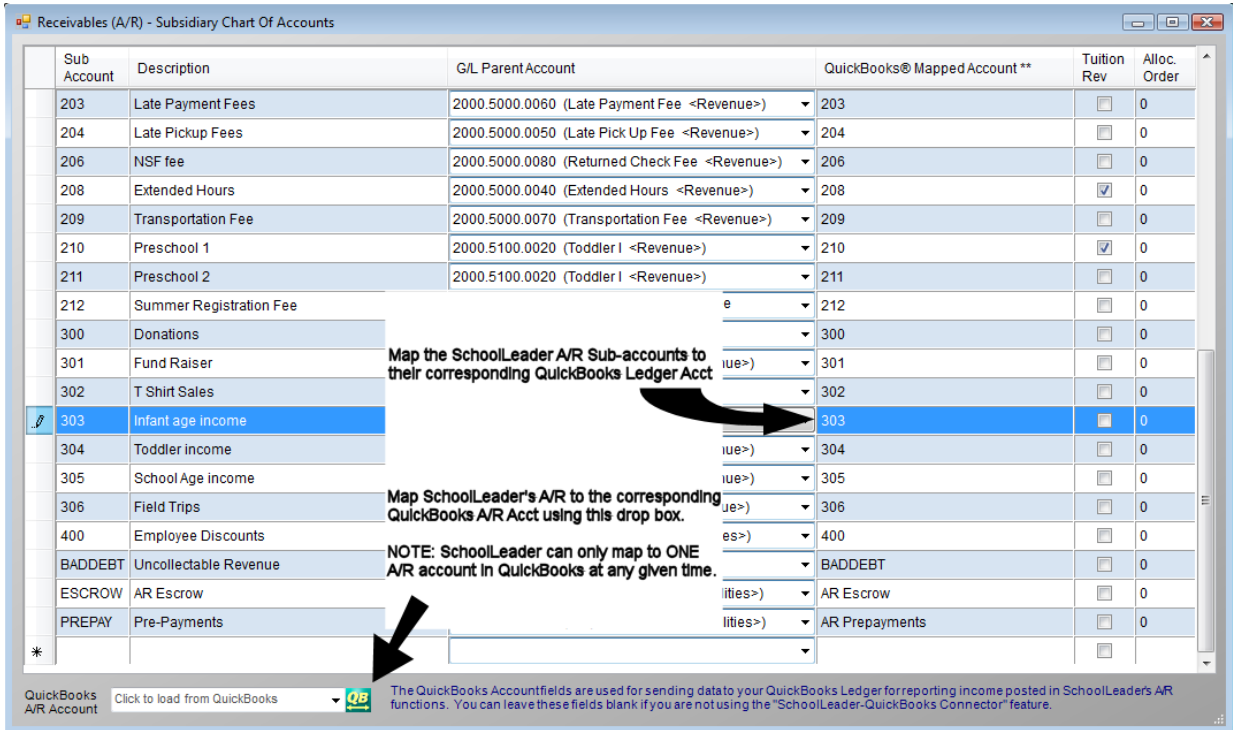 Receivables (A/R) - Subsidiary Chart Of Accounts
Sub Account Description G/L Parent Account QuickBooks® Mapped Account ** Tuition Rev Alloc. Order
203 Late Payment Fees 2000.5000.0060 (Late Payment Fee <Revenue>) 203 0
204 Late Pickup Fees 2000.5000.0050 (Late Pick Up Fee <Revenue>) 204 0
206 NSF fee 2000.5000.0080 (Returned Check Fee <Revenue>) 206 0
208 Extended Hours 2000.5000.0040 (Extended Hours <Revenue>) 208 0
209 Transportation Fee 2000.5000.0070 (Transportation Fee <Revenue>) 209 0
210 Preschool 1 2000.5100.0020 (Toddler I <Revenue>) 210 0
211 Preschool 2 2000.5100.0020 (Toddler I <Revenue>) 211 0
212 Summer Registration Fee e 212 0
300 Donations 300 0
Map the SchoolLeader A/R Sub-accounts to
301 Fund Raiser nue>) 301 0
their corresponding QuickBooks Ledger Acct
302 T Shirt Sales 302 0
303 Infant age income 303 0
304 Toddler income nue>) 304 0
305 School Age income nue>) 305 0
Map SchoolLeader's A/R to the corresponding
306 Field Trips ue>) 306 0
QuickBooks A/R Acct using this drop box.
400 Employee Discounts es>) 400 0
NOTE: SchoolLeader can only map to ONE
BADDEBT Uncollectable Revenue BADDEBT 0
A/R account in QuickBooks at any given time.
ESCROW AR Escrow ities>) AR Escrow 0
PREPAY Pre-Payments lities>) AR Prepayments 0
*
QuickBooks A/R Account Click to load from QuickBooks QB
The QuickBooks Accountfields are used for sending data to your QuickBooks Ledger for reporting income posted in SchoolLeader's A/R
functions. You can leave these fields blank if you are not using the "SchoolLeader-QuickBooks Connector" feature.